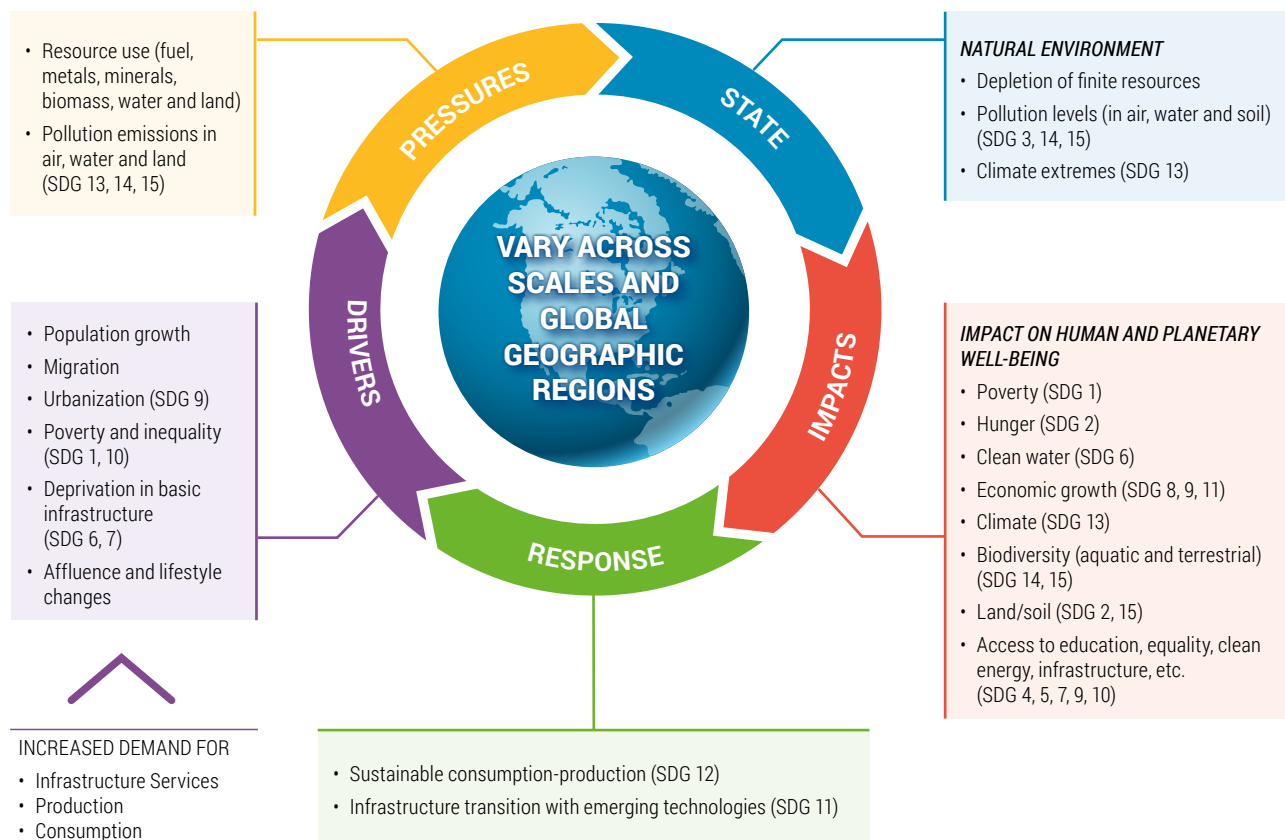 • Resource use (fuel,
metals, minerals,
biomass, water and land)
• Pollution emissions in
air, water and land
(SDG 13, 14, 15)
PRESSURES
STATE
NATURAL ENVIRONMENT
• Depletion of finite resources
• Pollution levels (in air, water and soil)
(SDG 3, 14, 15)
• Climate extremes (SDG 13)
VARY ACROSS
SCALES AND
GLOBAL
GEOGRAPHIC
REGIONS
• Population growth
• Migration
• Urbanization (SDG 9)
• Poverty and inequality
(SDG 1, 10)
• Deprivation in basic
infrastructure
(SDG 6, 7)
• Affluence and lifestyle
changes
DRIVERS
IMPACTS
IMPACT ON HUMAN AND PLANETARY
WELL-BEING
• Poverty (SDG 1)
• Hunger (SDG 2)
• Clean water (SDG 6)
• Economic growth (SDG 8, 9, 11)
• Climate (SDG 13)
• Biodiversity (aquatic and terrestrial)
(SDG 14, 15)
• Land/soil (SDG 2, 15)
• Access to education, equality, clean
energy, infrastructure, etc.
(SDG 4, 5, 7, 9, 10)
RESPONSE
INCREASED DEMAND FOR
• Infrastructure Services
• Production
• Consumption
• Sustainable consumption-production (SDG 12)
• Infrastructure transition with emerging technologies (SDG 11)